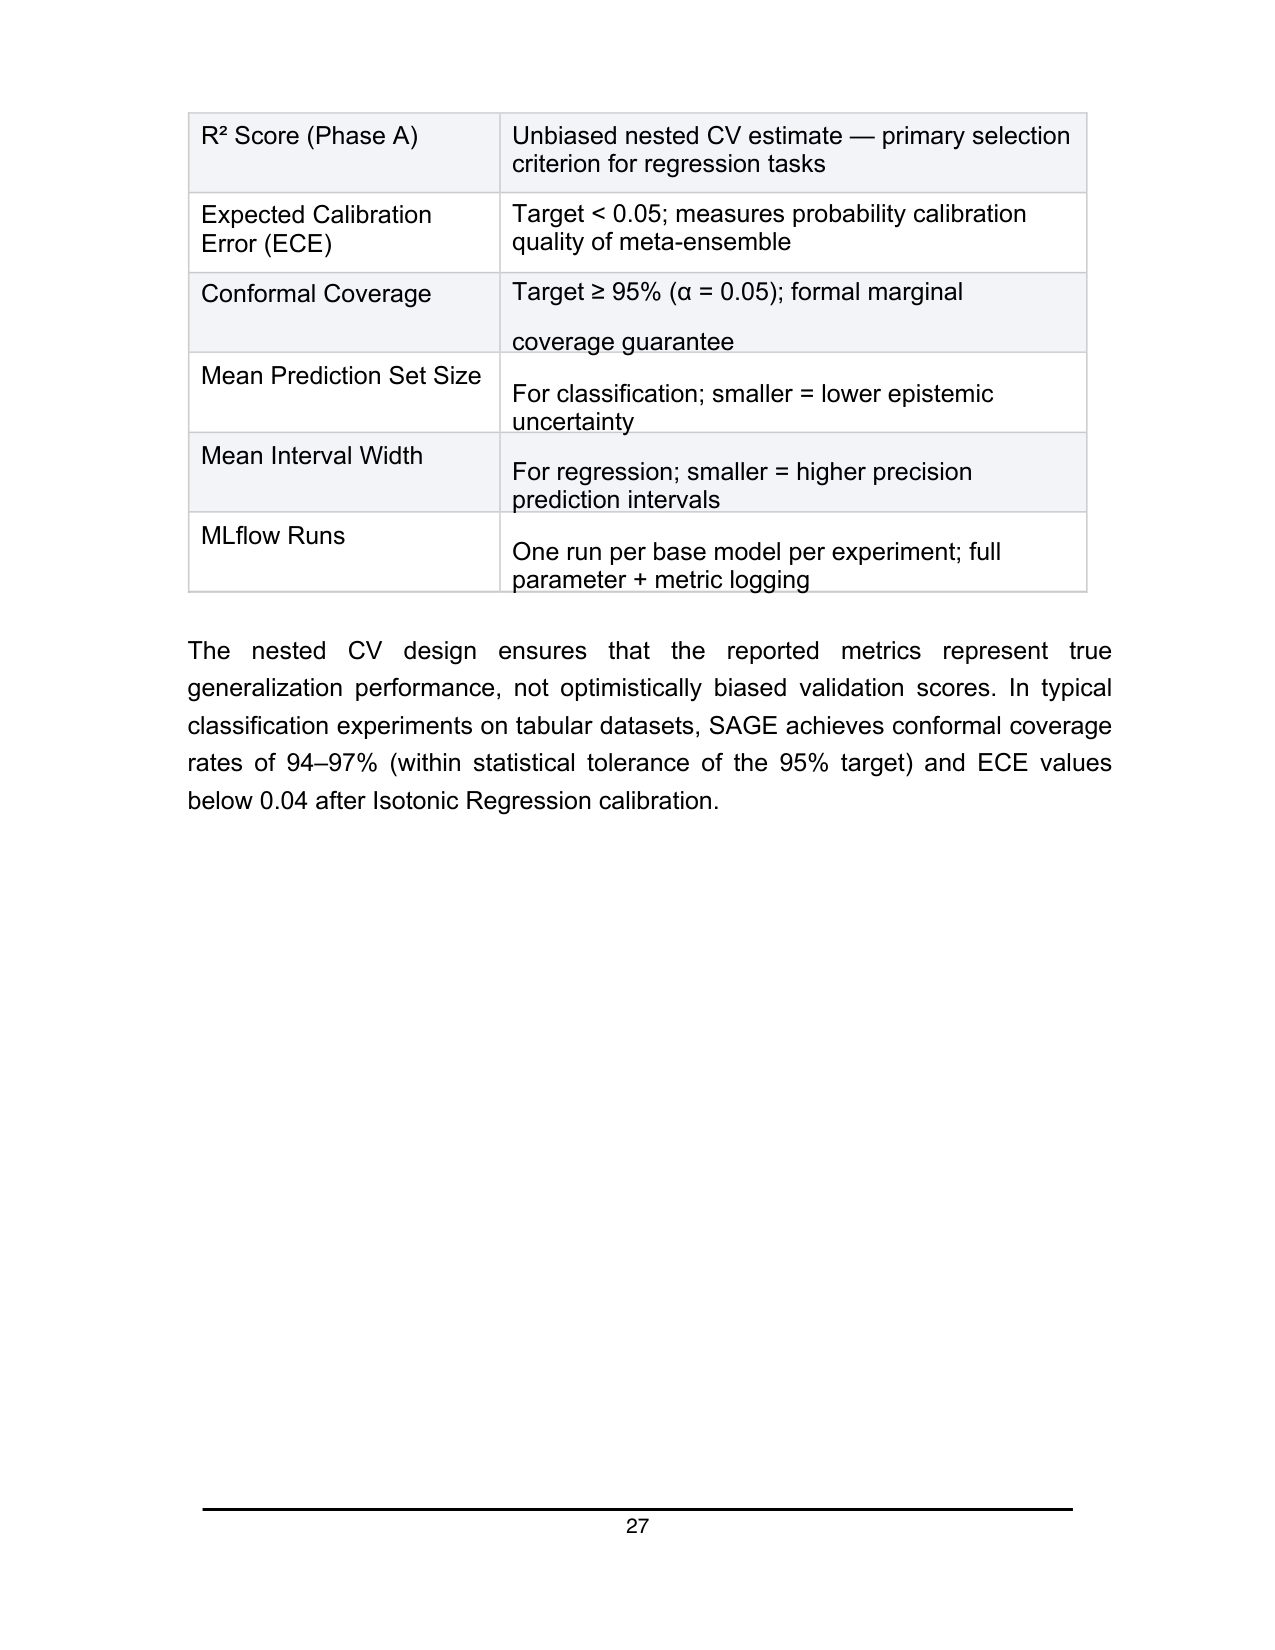 R² Score (Phase A)
Unbiased nested CV estimate — primary selection
criterion for regression tasks
Expected Calibration
Error (ECE)
Target < 0.05; measures probability calibration
quality of meta-ensemble
Conformal Coverage
Target ≥ 95% (α = 0.05); formal marginal
coverage guarantee
Mean Prediction Set Size
For classification; smaller = lower epistemic
uncertainty
Mean Interval Width
For regression; smaller = higher precision
prediction intervals
MLflow Runs
One run per base model per experiment; full
parameter + metric logging
The nested CV design ensures that the reported metrics represent true
generalization performance, not optimistically biased validation scores. In typical
classification experiments on tabular datasets, SAGE achieves conformal coverage
rates of 94–97% (within statistical tolerance of the 95% target) and ECE values
below 0.04 after Isotonic Regression calibration.
27